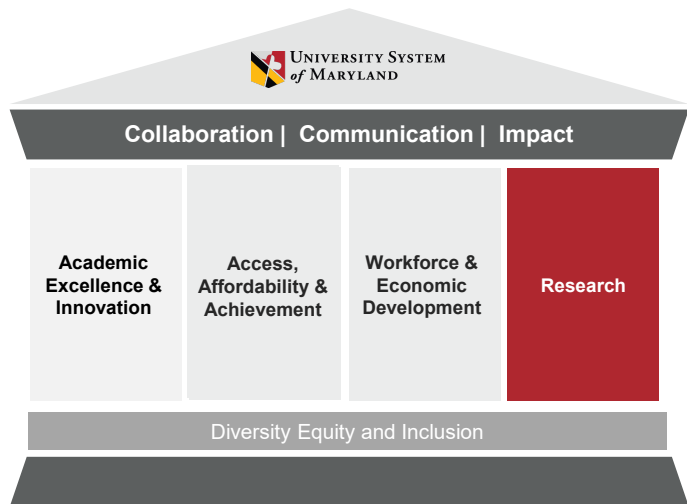 UNIVERSITY SYSTEM
of MARYLAND
Collaboration | Communication | Impact
Academic
Excellence &
Innovation
Access,
Affordability &
Achievement
Workforce &
Economic
Development
Research
Diversity Equity and Inclusion